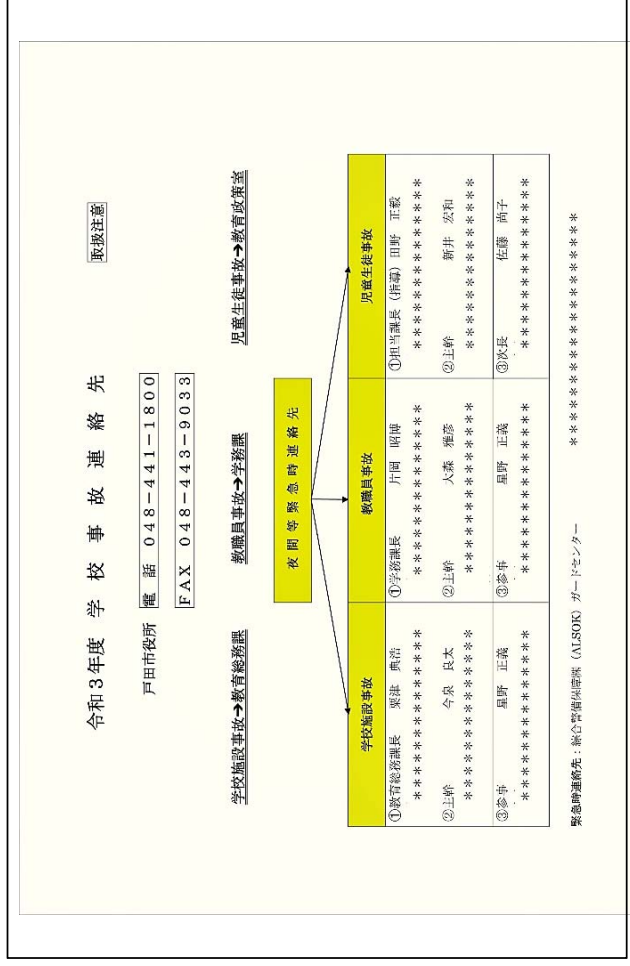 令和3年度 学校事故連絡先
取扱注意
戸田市役所 電話 048-441-1800
FAX 048-443-9033
学校施設事故➔教育総務課
教職員事故➔学務課
児童生徒事故➔教育政策室
夜間等緊急時連絡先
学校施設事故 教職員事故 児童生徒事故
①教育総務課長 栗津 典浩 ①学務課長 片岡 昭博 ①担当課長(指導)田野 正毅
****************** ****************** ******************
②主幹 今泉 良太 ②主幹 大森 雅彦 ②主幹 新井 宏和
****************** ****************** ******************
③参事 星野 正義 ③参事 星野 正義 ③次長 佐藤 尚子
****************** ****************** ******************
緊急時連絡先:綜合警備保障㈱(ALSOK)ガードセンター *************************